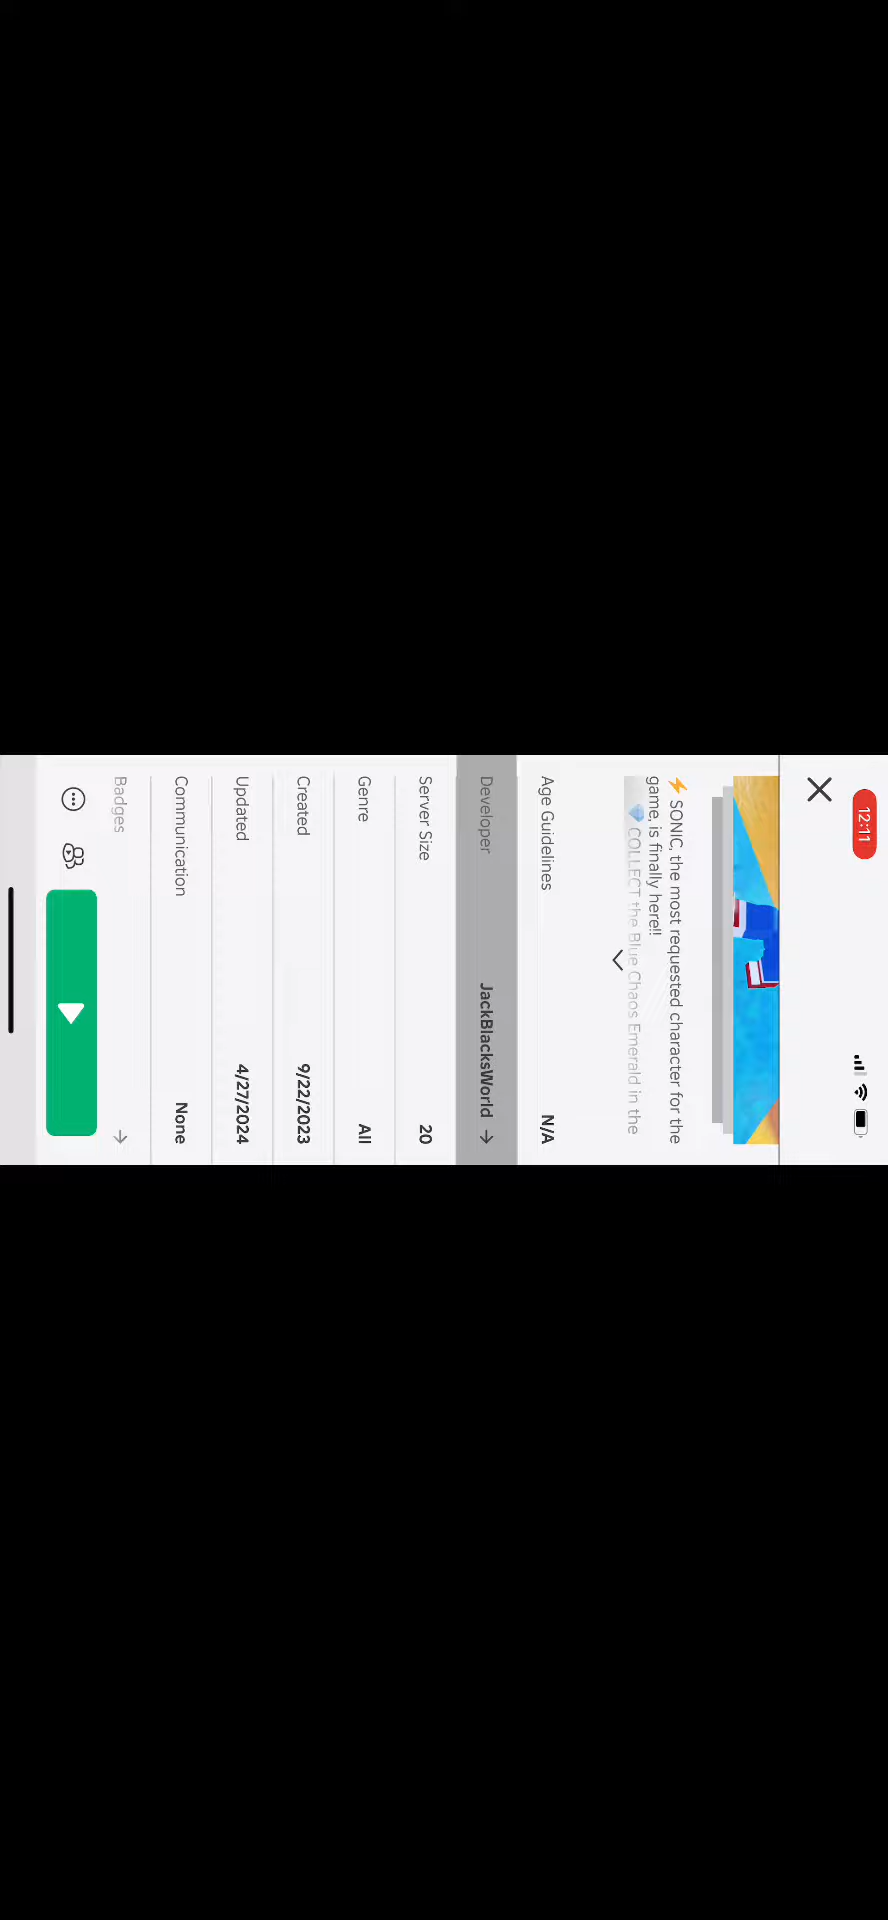 12:11
⚡ SONIC, the most requested character for the
game, is finally here!!
💎 COLLECT the Blue Chaos Emerald in the
Age Guidelines N/A
Developer JackBlacksWorld →
Server Size 20
Genre All
Created 9/22/2023
Updated 4/27/2024
Communication None
Badges →